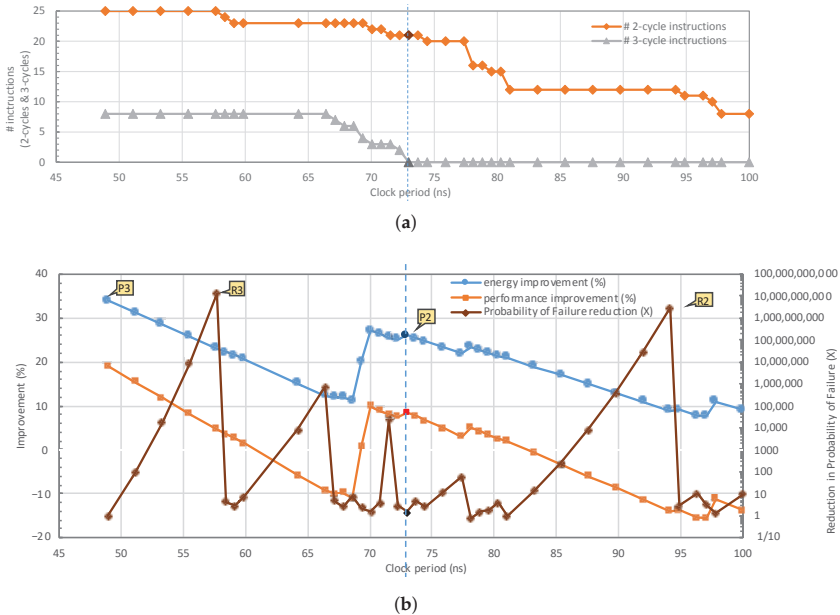 25
20
15
10
5
0
# inctructions
(2-cycles & 3-cycles)
# 2-cycle instructions
# 3-cycle inctructions
45 50 55 60 65 70 75 80 85 90 95 100
Clock period (ns)
(a)
40
30
20
10
0
−10
−20
Improvement (%)
P3
R3
P2
R2
energy improvement (%)
performance improvement (%)
Probability of Failure reduction (X)
100,000,000,000
10,000,000,000
1,000,000,000
100,000,000
10,000,000
1,000,000
100,000
10,000
1000
100
10
1
1/10
Reduction in Probability of Failure (X)
45 50 55 60 65 70 75 80 85 90 95 100
Clock period (ns)
(b)